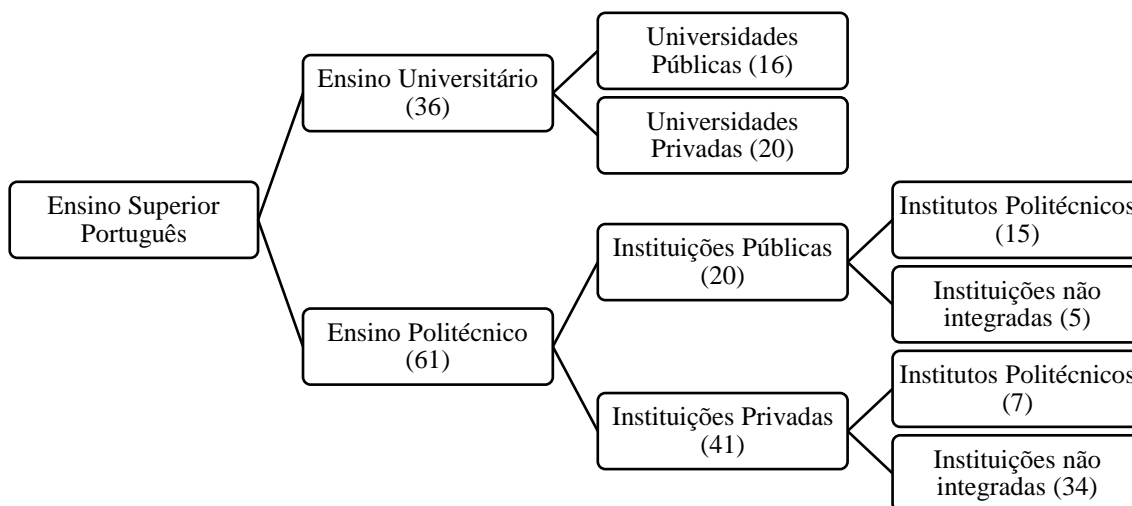 Ensino Superior
Português
Ensino Universitário
(36)
Universidades
Públicas (16)
Universidades
Privadas (20)
Ensino Politécnico
(61)
Instituições Públicas
(20)
Institutos Politécnicos
(15)
Instituições não
integradas (5)
Instituições Privadas
(41)
Institutos Politécnicos
(7)
Instituições não
integradas (34)